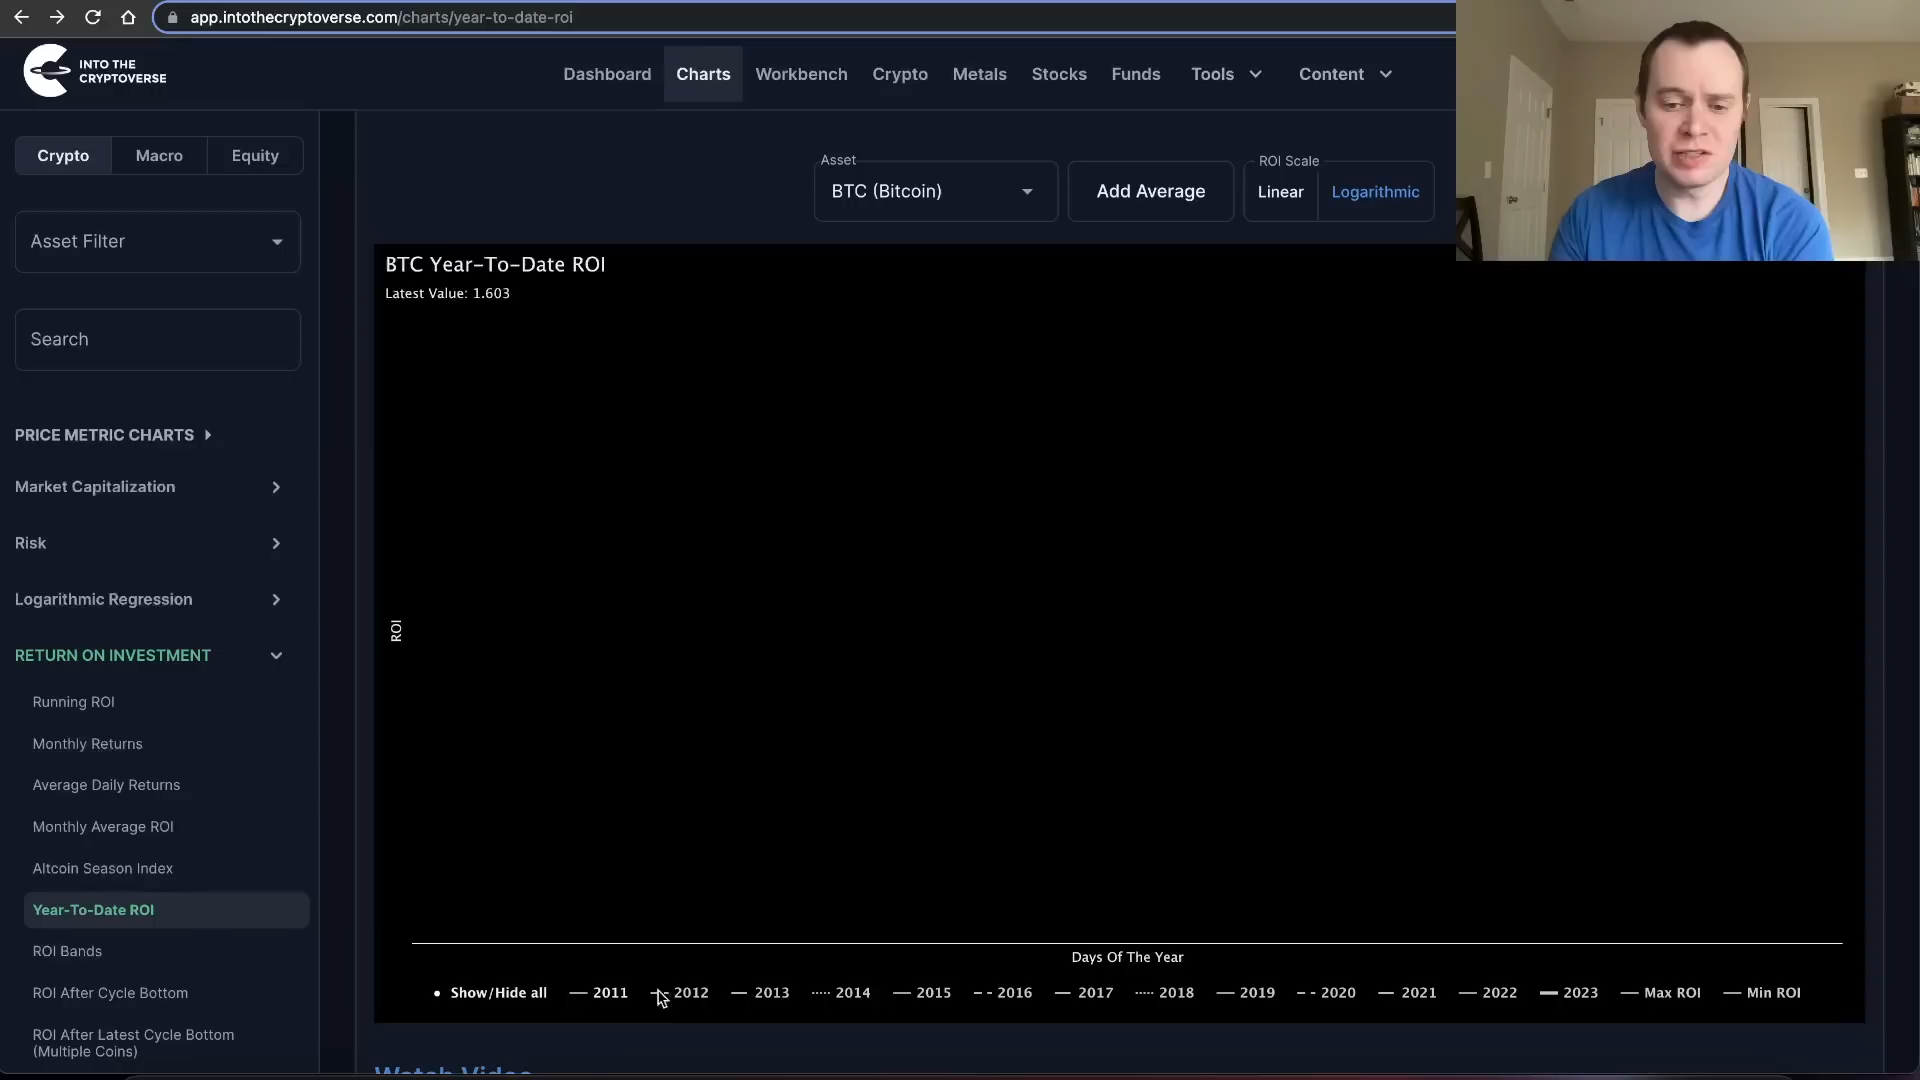 app.intothecryptoverse.com/charts/year-to-date-roi
INTO THE
CRYPTOVERSE
Dashboard Charts Workbench Crypto Metals Stocks Funds Tools Content
Crypto Macro Equity
Asset Filter
Search
PRICE METRIC CHARTS
Market Capitalization
Risk
Logarithmic Regression
RETURN ON INVESTMENT
Running ROI
Monthly Returns
Average Daily Returns
Monthly Average ROI
Altcoin Season Index
Year-To-Date ROI
ROI Bands
ROI After Cycle Bottom
ROI After Latest Cycle Bottom
(Multiple Coins)
Asset
BTC (Bitcoin)
Add Average
ROI Scale
Linear Logarithmic
BTC Year-To-Date ROI
Latest Value: 1.603
ROI
Days Of The Year
Show/Hide all 2011 2012 2013 2014 2015 2016 2017 2018 2019 2020 2021 2022 2023 Max ROI Min ROI
Watch Video